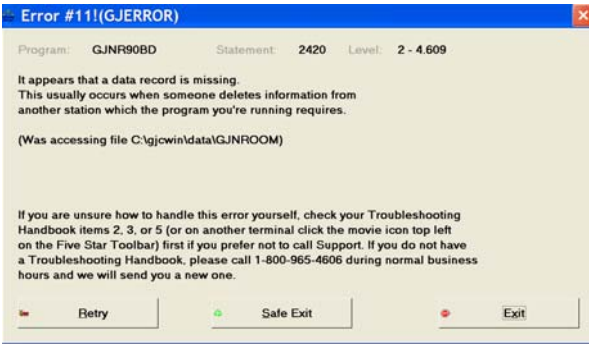 Error #11!(GJERROR)
Program: GJNR90BD Statement: 2420 Level: 2 - 4.609
It appears that a data record is missing.
This usually occurs when someone deletes information from
another station which the program you're running requires.
(Was accessing file C:\gjcwin\data\GJNROOM)
If you are unsure how to handle this error yourself, check your Troubleshooting
Handbook items 2, 3, or 5 (or on another terminal click the movie icon top left
on the Five Star Toolbar) first if you prefer not to call Support. If you do not have
a Troubleshooting Handbook, please call 1-800-965-4606 during normal business
hours and we will send you a new one.
Retry Safe Exit Exit